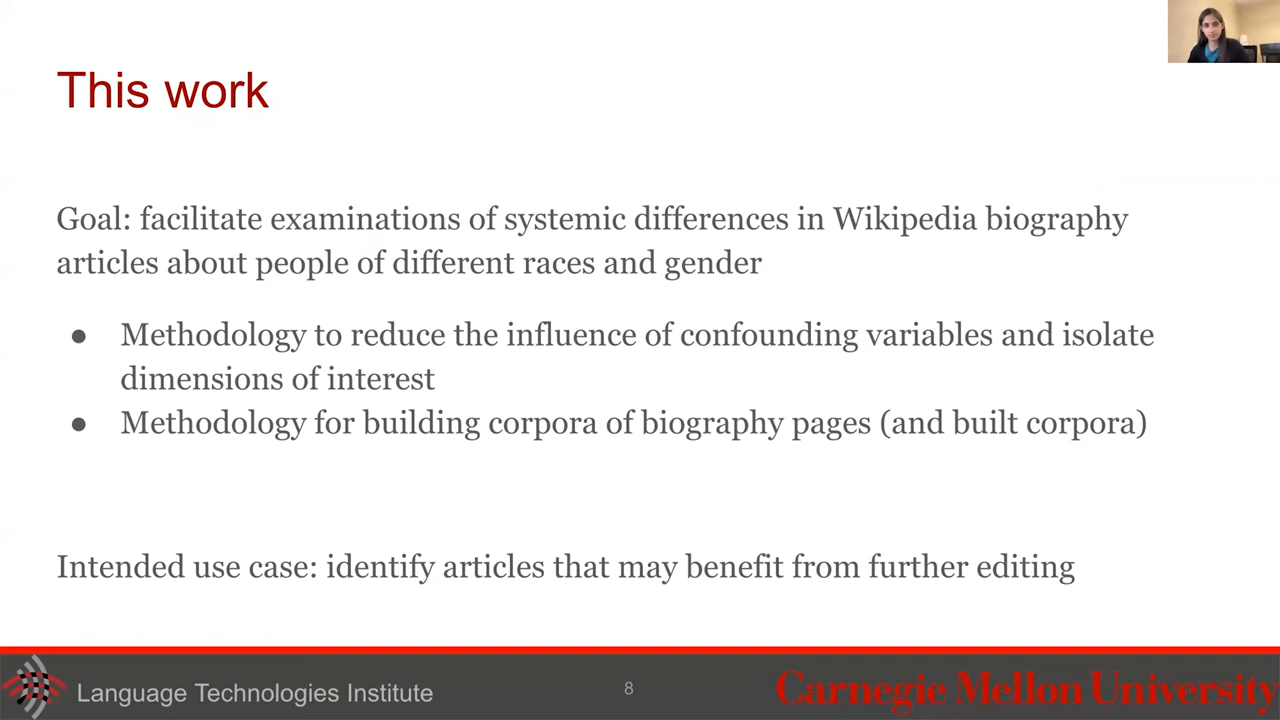 This work
Goal: facilitate examinations of systemic differences in Wikipedia biography
articles about people of different races and gender
● Methodology to reduce the influence of confounding variables and isolate
dimensions of interest
● Methodology for building corpora of biography pages (and built corpora)
Intended use case: identify articles that may benefit from further editing
Language Technologies Institute
8
Carnegie Mellon University